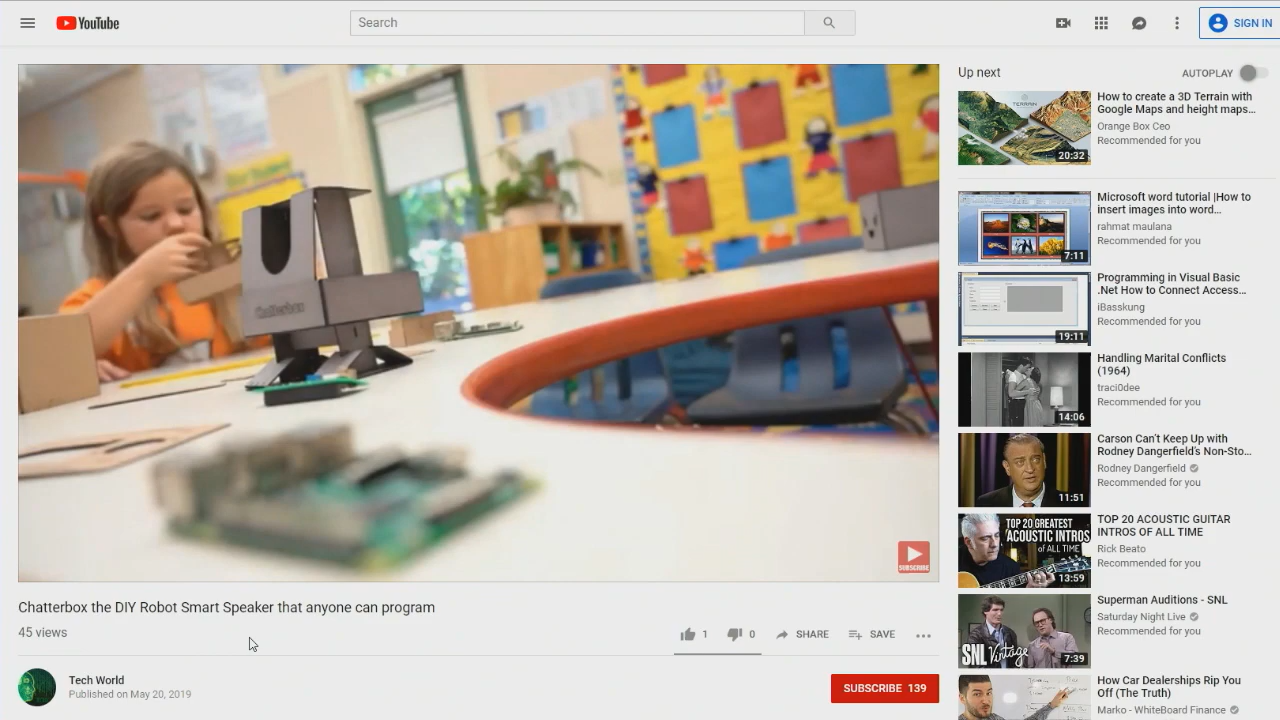 YouTube
Search
SIGN IN
Up next
AUTOPLAY
TERRAIN
20:32
How to create a 3D Terrain with
Google Maps and height maps...
Orange Box Ceo
Recommended for you
7:11
Microsoft word tutorial |How to
insert images into word...
rahmat maulana
Recommended for you
19:11
Programming in Visual Basic
.Net How to Connect Access...
iBasskung
Recommended for you
14:06
Handling Marital Conflicts
(1964)
traci0dee
Recommended for you
11:51
Carson Can't Keep Up with
Rodney Dangerfield's Non-Sto...
Rodney Dangerfield
Recommended for you
TOP 20 GREATEST
ACOUSTIC INTROS
of ALL TIME
13:59
TOP 20 ACOUSTIC GUITAR
INTROS OF ALL TIME
Rick Beato
Recommended for you
SNL Vintage
7:39
Superman Auditions - SNL
Saturday Night Live
Recommended for you
How Car Dealerships Rip You
Off (The Truth)
Marko - WhiteBoard Finance
SUBSCRIBE
Chatterbox the DIY Robot Smart Speaker that anyone can program
45 views
1
0
SHARE
SAVE
Tech World
Published on May 20, 2019
SUBSCRIBE 139